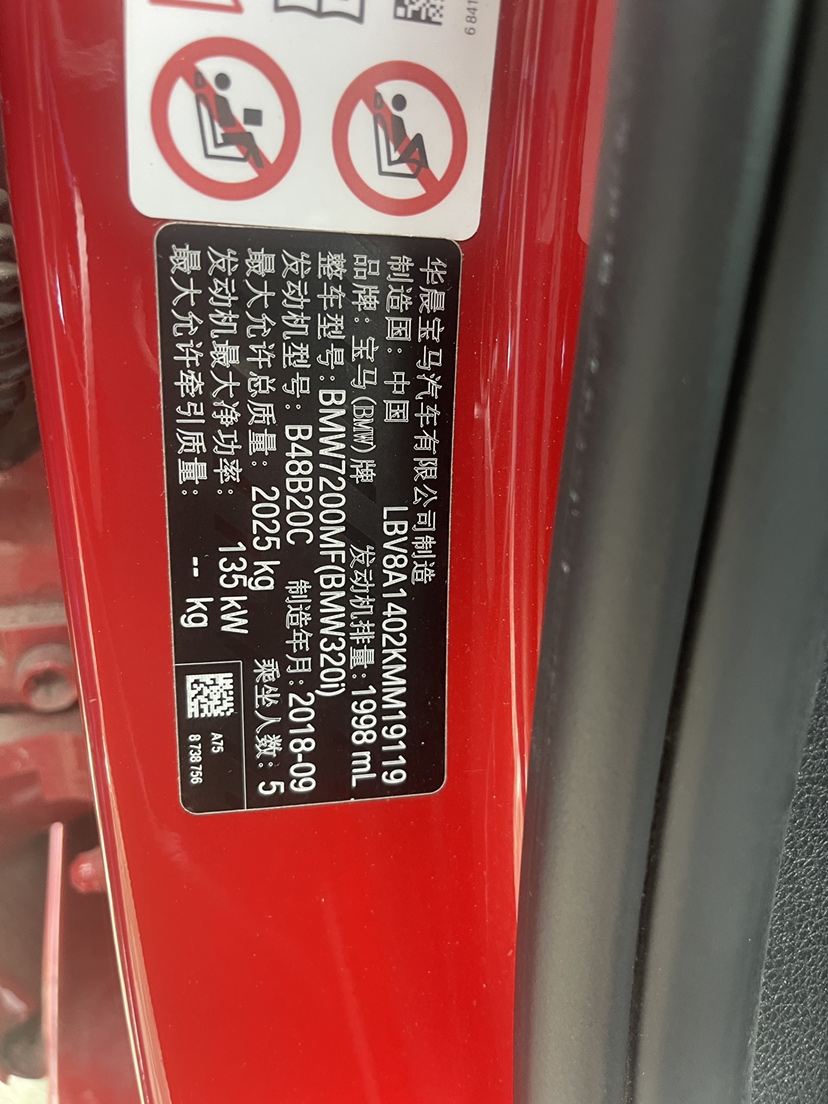 6 841
华晨宝马汽车有限公司制造
制造国：中国 LBV8A1402KMM19119
品牌：宝马(BMW)牌 发动机排量：1998 mL
整车型号：BMW7200MF(BMW320i)
发动机型号：B48B20C 制造年月：2018-09
最大允许总质量：2025 kg 乘坐人数：5
发动机最大净功率：135 kW
最大允许牵引质量：-- kg
A75
8 738 756